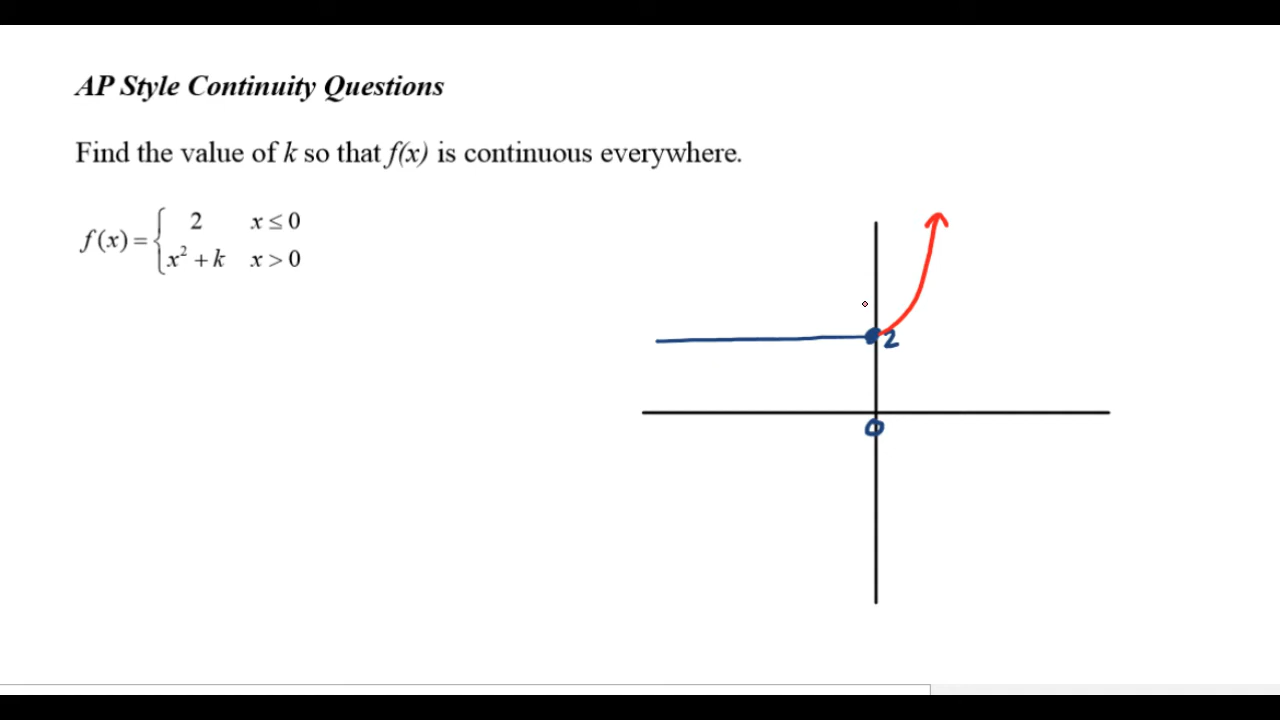 AP Style Continuity Questions
Find the value of k so that f(x) is continuous everywhere.
f(x) = { 2 x ≤ 0
x² + k x > 0
2
0